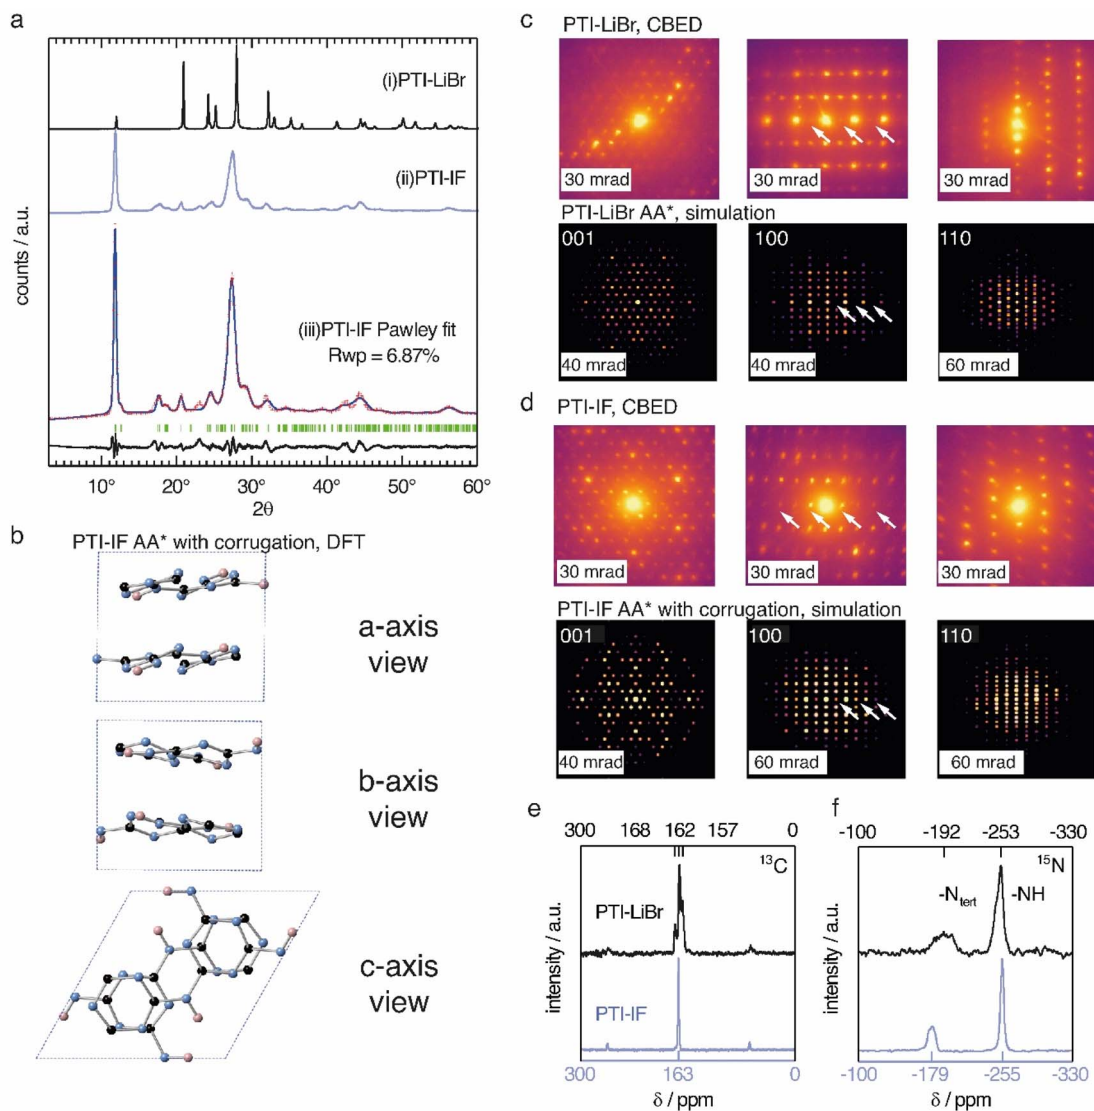 a
(i)PTI-LiBr
(ii)PTI-IF
(iii)PTI-IF Pawley fit
Rwp = 6.87%
counts / a.u.
10° 20° 30° 40° 50° 60°
2θ
b
PTI-IF AA* with corrugation, DFT
a-axis
view
b-axis
view
c-axis
view
c
PTI-LiBr, CBED
30 mrad
30 mrad
30 mrad
PTI-LiBr AA*, simulation
001
100
110
40 mrad
40 mrad
60 mrad
d
PTI-IF, CBED
30 mrad
30 mrad
30 mrad
PTI-IF AA* with corrugation, simulation
001
100
110
40 mrad
60 mrad
60 mrad
e
300 168 162 157 0
¹³C
PTI-LiBr
PTI-IF
intensity / a.u.
300 163 0
δ / ppm
f
-100 -192 -253 -330
¹⁵N
-Ntert
-NH
intensity / a.u.
-100 -179 -255 -330
δ / ppm